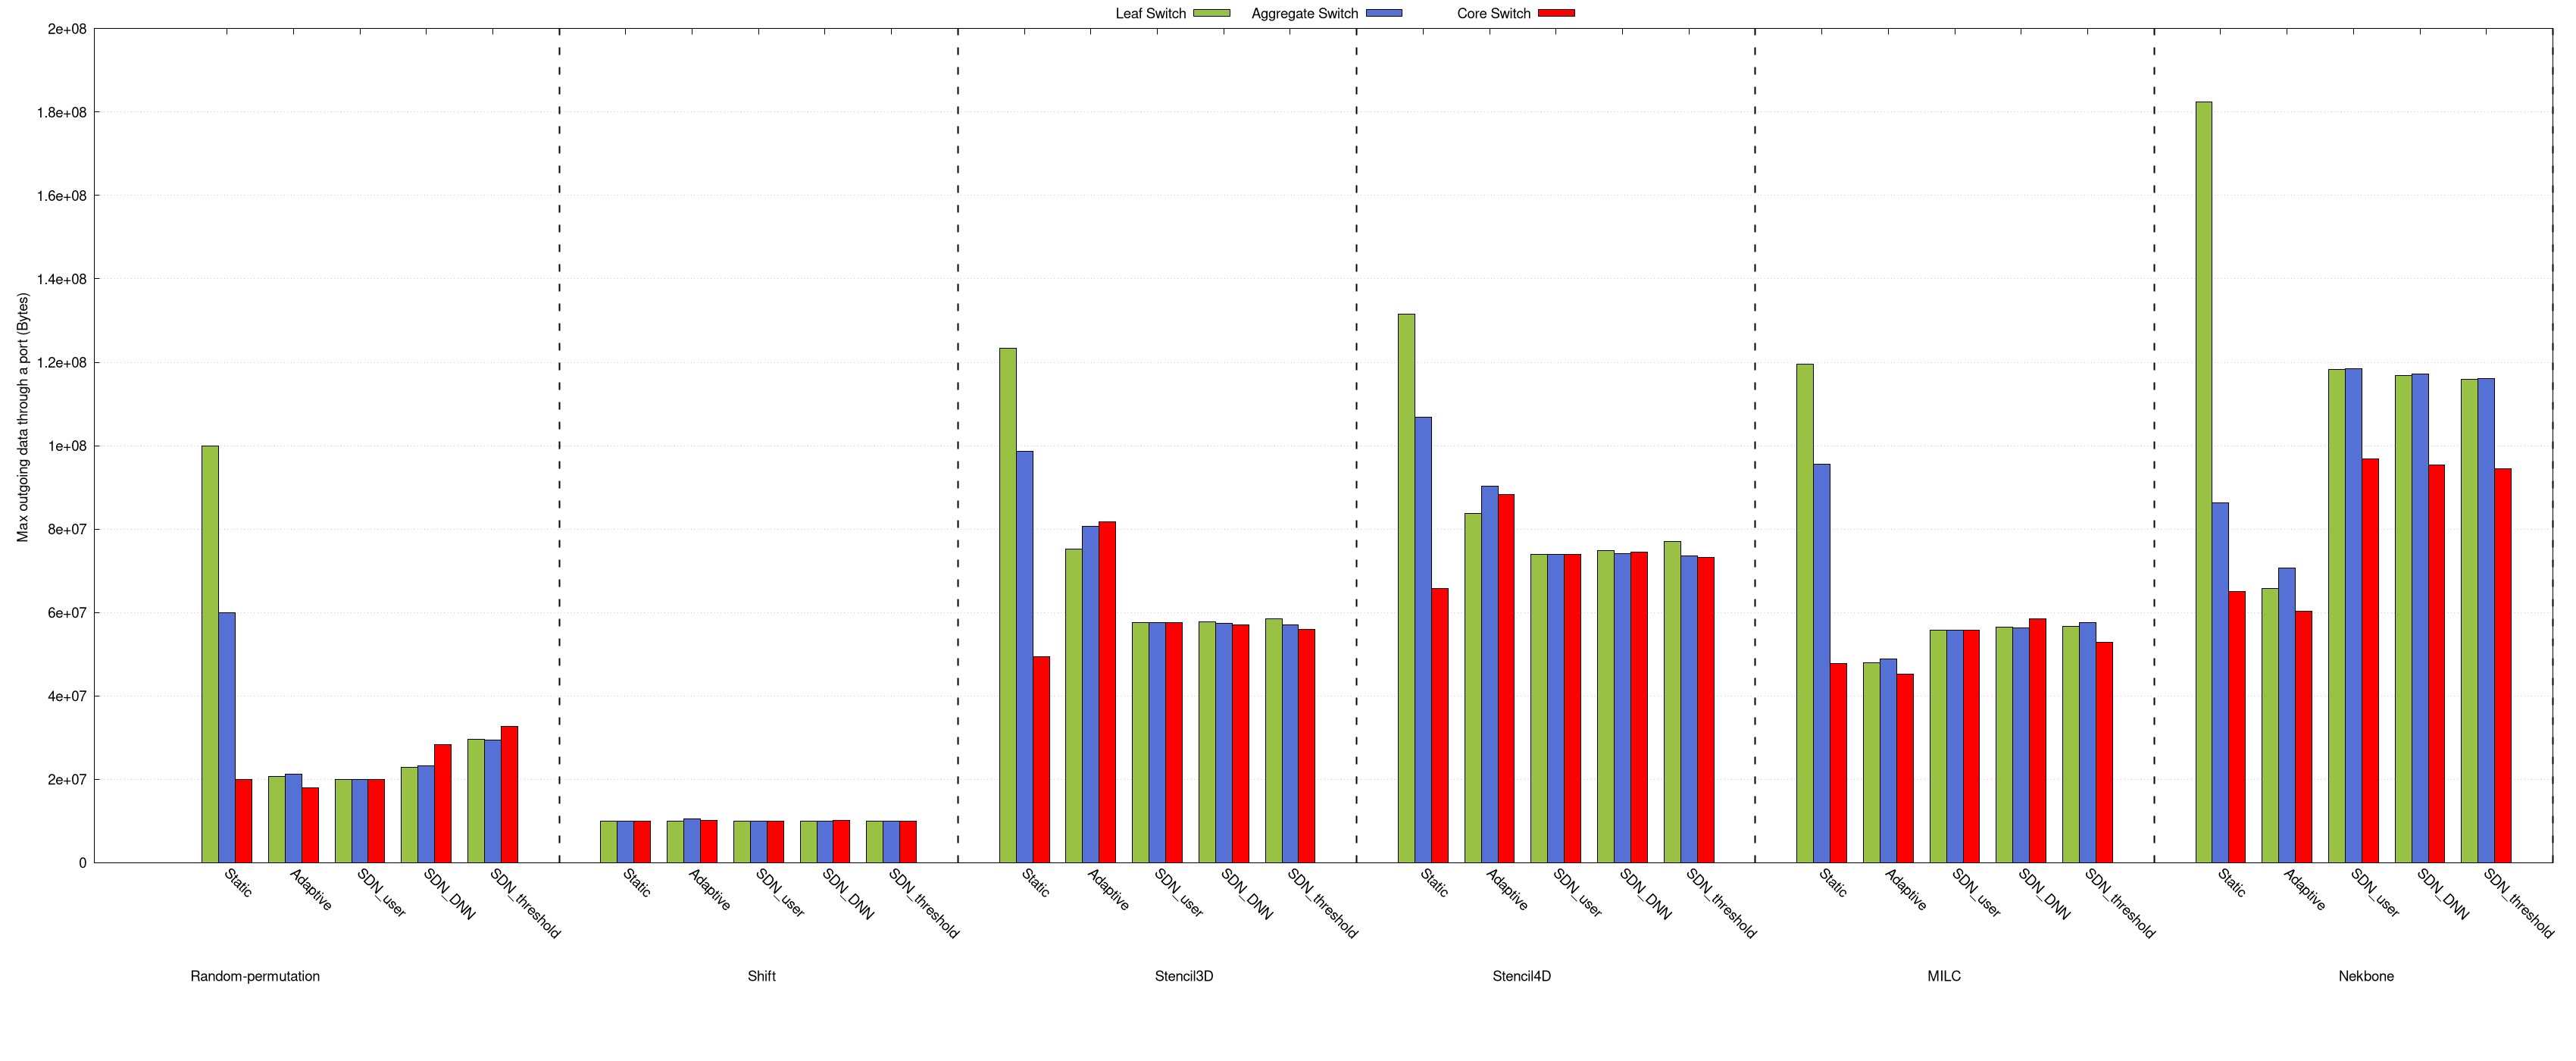 Leaf Switch Aggregate Switch Core Switch
Max outgoing data through a port (Bytes)
2e+08
1.8e+08
1.6e+08
1.4e+08
1.2e+08
1e+08
8e+07
6e+07
4e+07
2e+07
0
Static Adaptive SDN_user SDN_DNN SDN_threshold Static Adaptive SDN_user SDN_DNN SDN_threshold Static Adaptive SDN_user SDN_DNN SDN_threshold Static Adaptive SDN_user SDN_DNN SDN_threshold Static Adaptive SDN_user SDN_DNN SDN_threshold Static Adaptive SDN_user SDN_DNN SDN_threshold
Random-permutation Shift Stencil3D Stencil4D MILC Nekbone